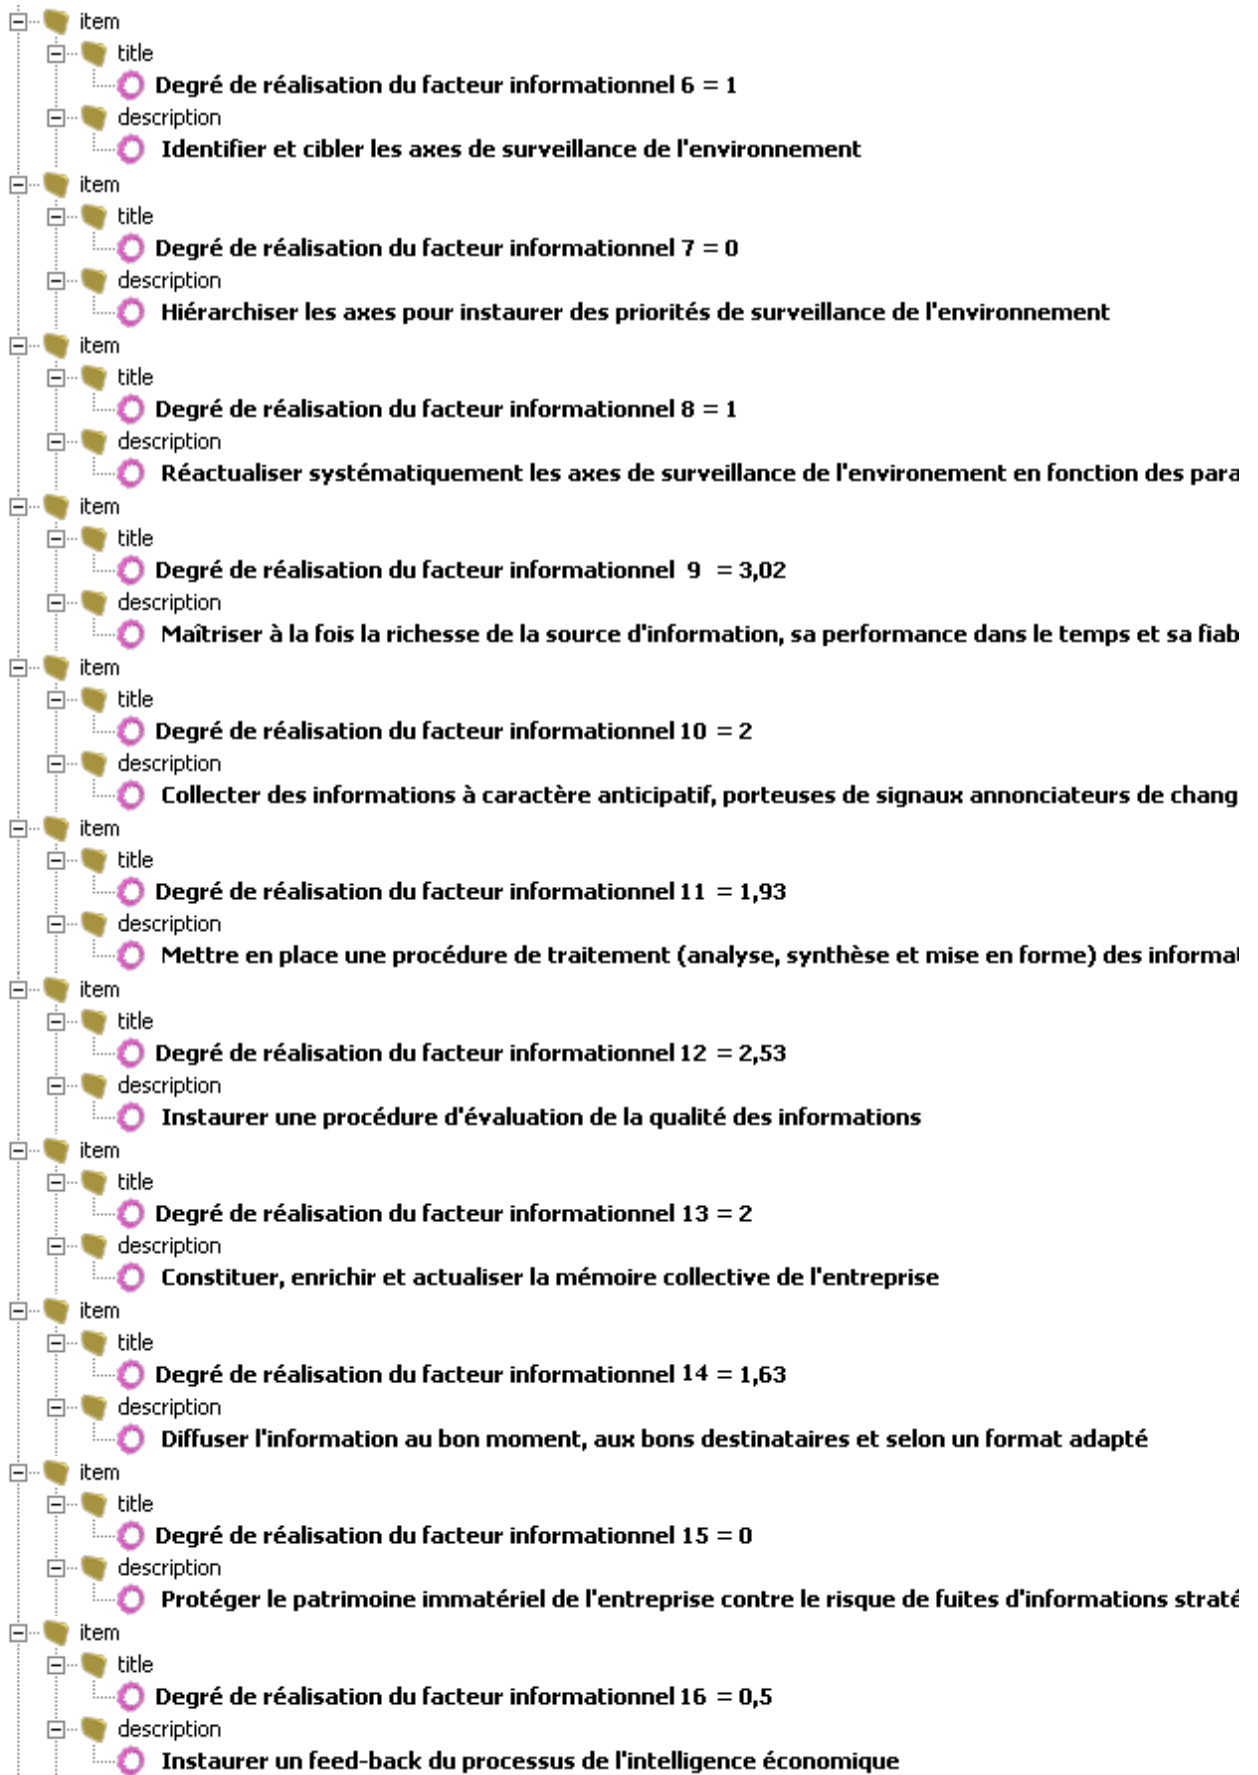 item
title
Degré de réalisation du facteur informationnel 6 = 1
description
Identifier et cibler les axes de surveillance de l'environnement
item
title
Degré de réalisation du facteur informationnel 7 = 0
description
Hiérarchiser les axes pour instaurer des priorités de surveillance de l'environnement
item
title
Degré de réalisation du facteur informationnel 8 = 1
description
Réactualiser systématiquement les axes de surveillance de l'environement en fonction des para
item
title
Degré de réalisation du facteur informationnel 9 = 3,02
description
Maîtriser à la fois la richesse de la source d'information, sa performance dans le temps et sa fiab
item
title
Degré de réalisation du facteur informationnel 10 = 2
description
Collecter des informations à caractère anticipatif, porteuses de signaux annonciateurs de chang
item
title
Degré de réalisation du facteur informationnel 11 = 1,93
description
Mettre en place une procédure de traitement (analyse, synthèse et mise en forme) des informat
item
title
Degré de réalisation du facteur informationnel 12 = 2,53
description
Instaurer une procédure d'évaluation de la qualité des informations
item
title
Degré de réalisation du facteur informationnel 13 = 2
description
Constituer, enrichir et actualiser la mémoire collective de l'entreprise
item
title
Degré de réalisation du facteur informationnel 14 = 1,63
description
Diffuser l'information au bon moment, aux bons destinataires et selon un format adapté
item
title
Degré de réalisation du facteur informationnel 15 = 0
description
Protéger le patrimoine immatériel de l'entreprise contre le risque de fuites d'informations straté
item
title
Degré de réalisation du facteur informationnel 16 = 0,5
description
Instaurer un feed-back du processus de l'intelligence économique